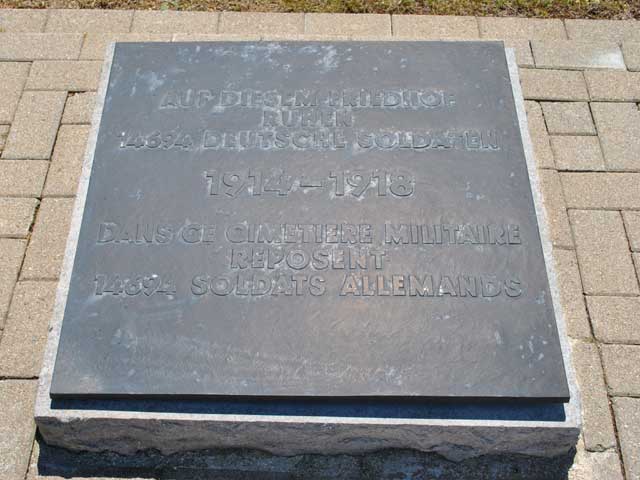 AUF DIESEM FRIEDHOF
RUHEN
14694 DEUTSCHE SOLDATEN
1914 – 1918
DANS CE CIMETIERE MILITAIRE
REPOSENT
14694 SOLDATS ALLEMANDS